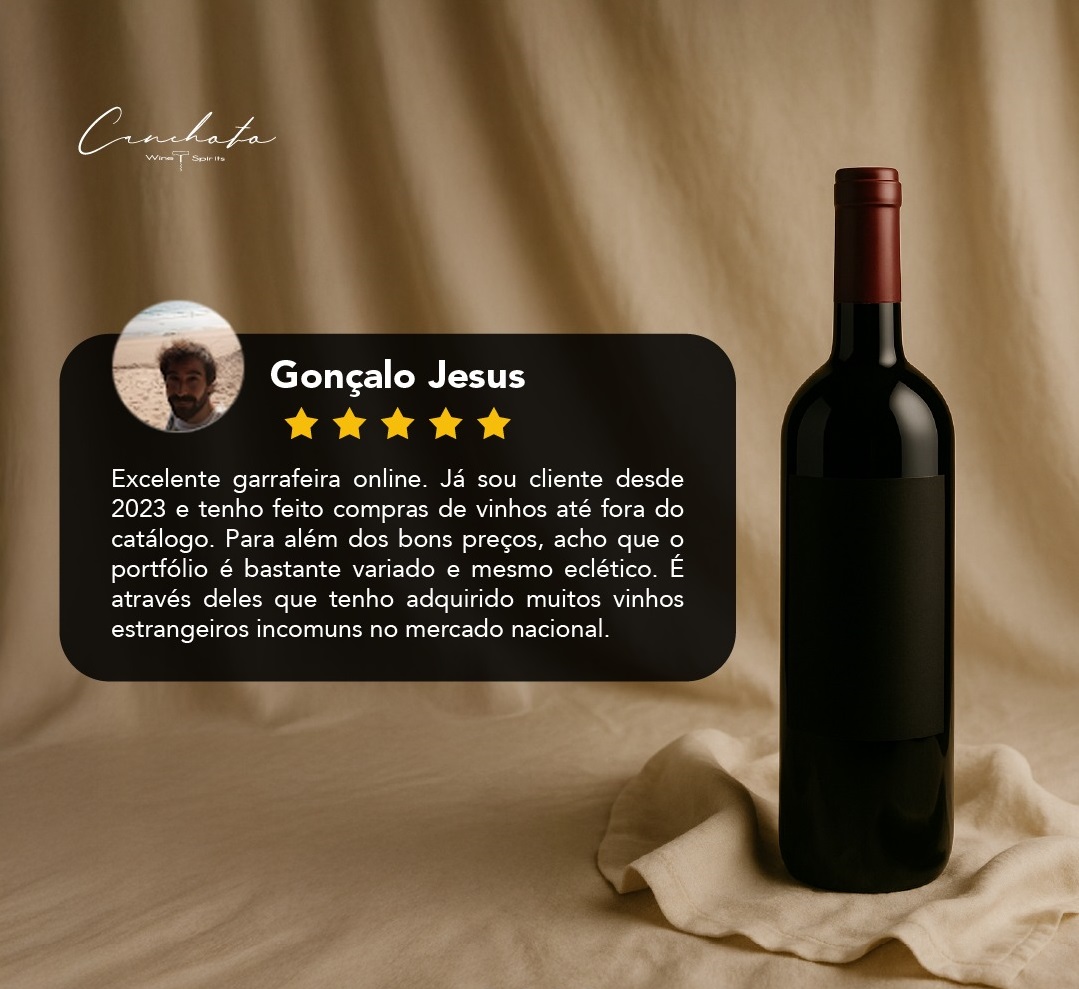 Canchoto
Wine Spirits
Gonçalo Jesus
Excelente garrafeira online. Já sou cliente desde
2023 e tenho feito compras de vinhos até fora do
catálogo. Para além dos bons preços, acho que o
portfólio é bastante variado e mesmo eclético. É
através deles que tenho adquirido muitos vinhos
estrangeiros incomuns no mercado nacional.